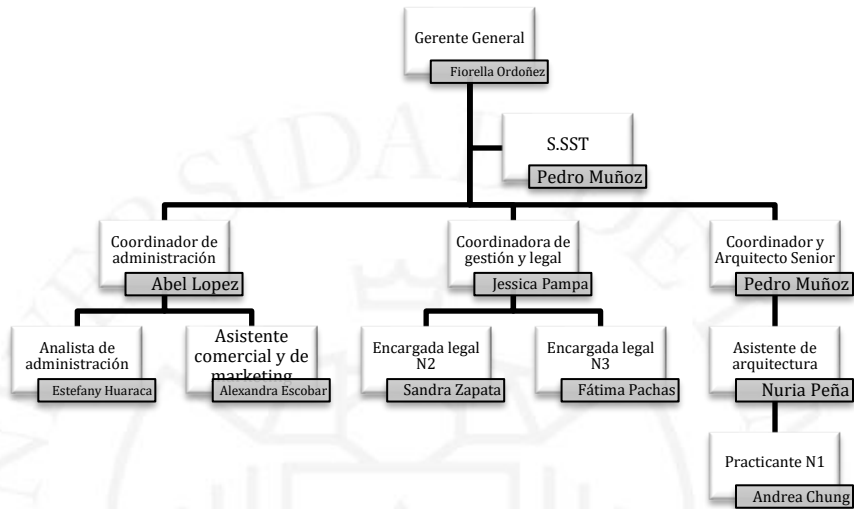 Gerente General
Fiorella Ordoñez
S.SST
Pedro Muñoz
Coordinador de
administración
Abel Lopez
Coordinadora de
gestión y legal
Jessica Pampa
Coordinador y
Arquitecto Senior
Pedro Muñoz
Analista de
administración
Estefany Huaraca
Asistente
comercial y de
marketing
Alexandra Escobar
Encargada legal
N2
Sandra Zapata
Encargada legal
N3
Fátima Pachas
Asistente de
arquitectura
Nuria Peña
Practicante N1
Andrea Chung